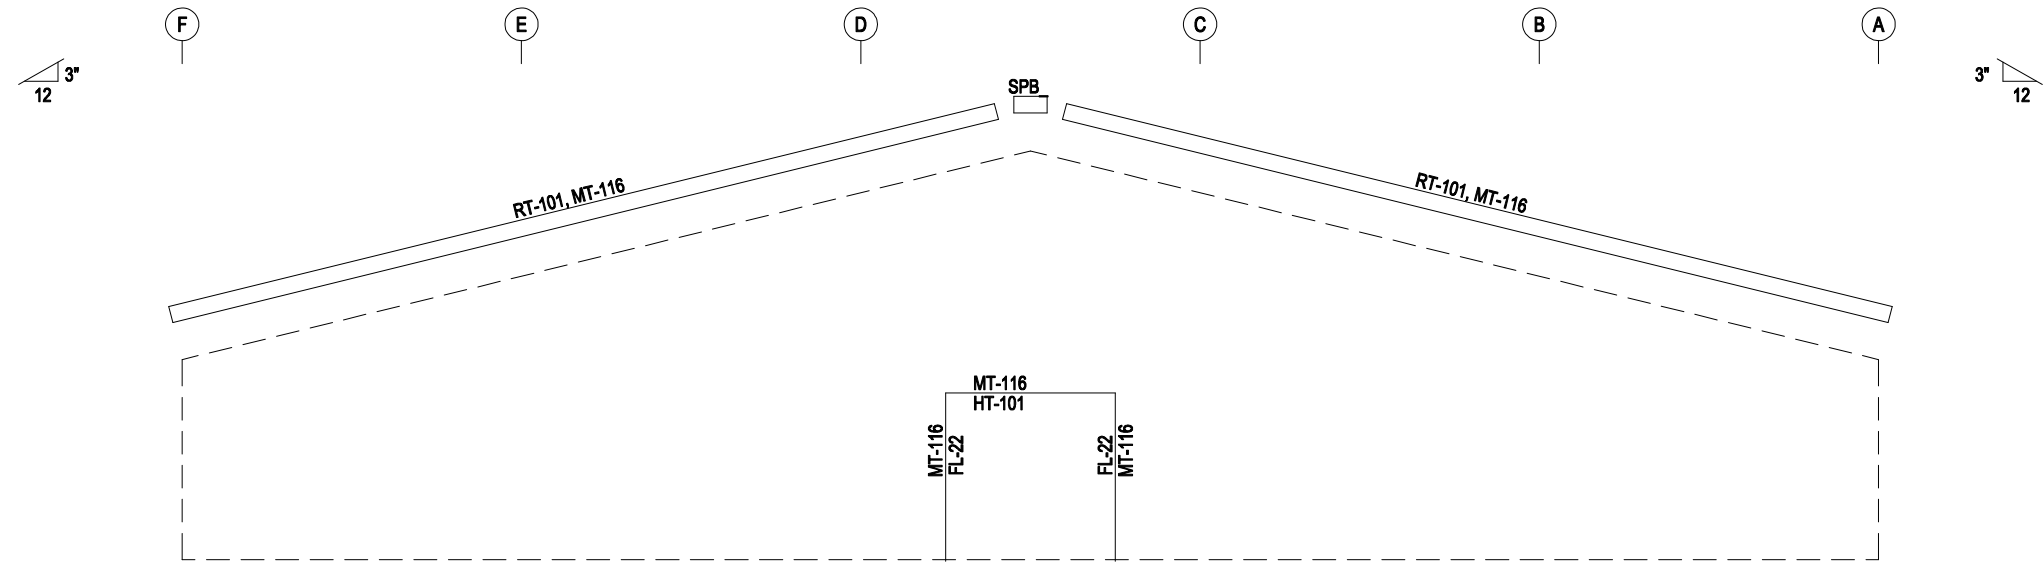 F
E
D
C
B
A
3"
12
3"
12
SPB
RT-101, MT-116
RT-101, MT-116
MT-116
HT-101
MT-116
FL-22
FL-22
MT-116